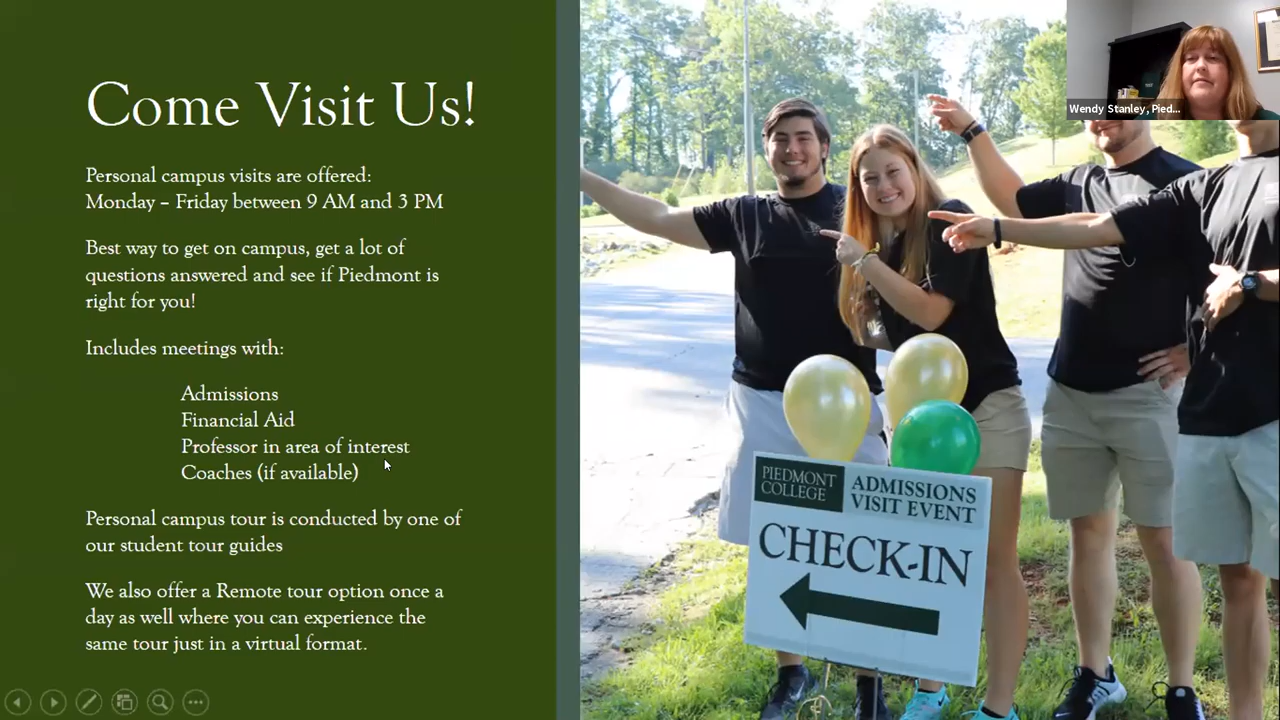 Come Visit Us!
Personal campus visits are offered:
Monday – Friday between 9 AM and 3 PM
Best way to get on campus, get a lot of
questions answered and see if Piedmont is
right for you!
Includes meetings with:
Admissions
Financial Aid
Professor in area of interest
Coaches (if available)
Personal campus tour is conducted by one of
our student tour guides
We also offer a Remote tour option once a
day as well where you can experience the
same tour just in a virtual format.
Wendy Stanley, Pied...
PIEDMONT
COLLEGE
ADMISSIONS
VISIT EVENT
CHECK-IN